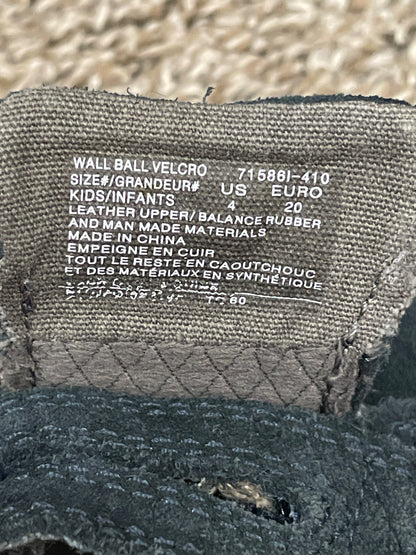 WALL BALL VELCRO 715861-410
SIZE#/GRANDEUR# US EURO
KIDS/INFANTS 4 20
LEATHER UPPER/BALANCE RUBBER
AND MAN MADE MATERIALS
MADE IN CHINA
EMPEIGNE EN CUIR
TOUT LE RESTE EN CAOUTCHOUC
ET DES MATÉRIAUX EN SYNTHÉTIQUE